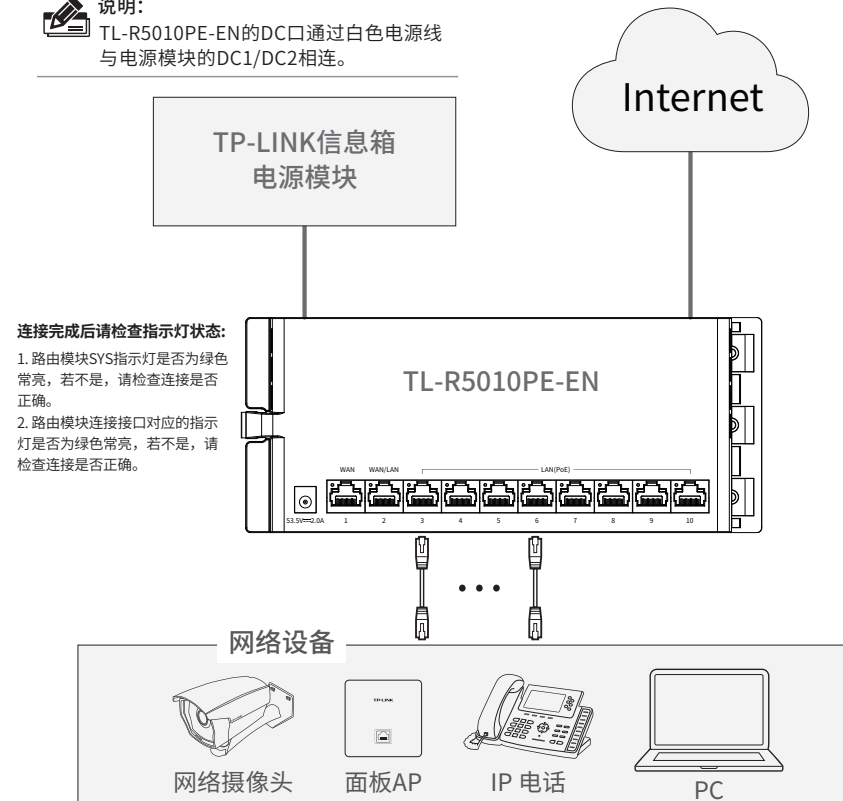 说明：
TL-R5010PE-EN的DC口通过白色电源线
与电源模块的DC1/DC2相连。
Internet
TP-LINK信息箱
电源模块
连接完成后请检查指示灯状态:
1. 路由模块SYS指示灯是否为绿色
常亮，若不是，请检查连接是否
正确。
2. 路由模块连接接口对应的指示
灯是否为绿色常亮，若不是，请
检查连接是否正确。
TL-R5010PE-EN
WAN WAN/LAN LAN(PoE)
53.5V⎓2.0A 1 2 3 4 5 6 7 8 9 10
网络设备
TP-LINK
网络摄像头 面板AP IP 电话 PC